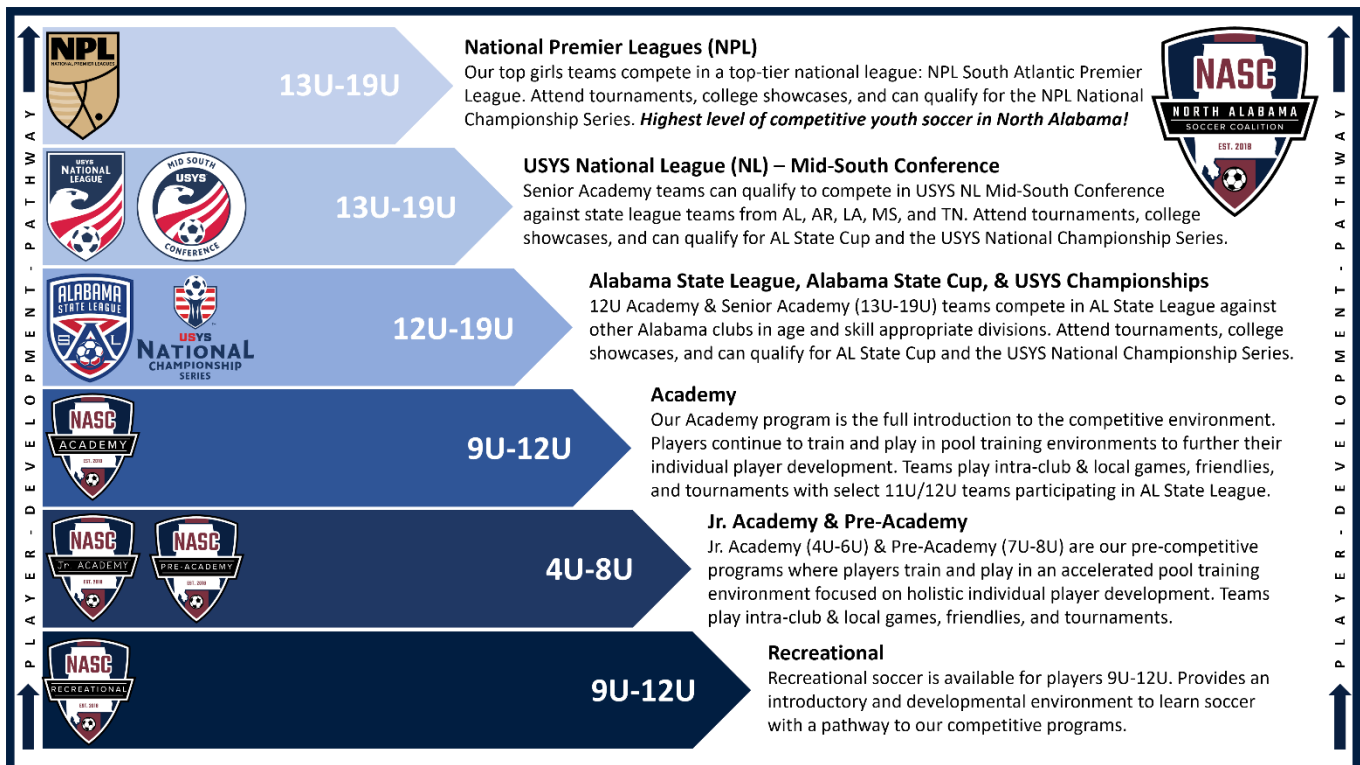 PLAYER-DEVELOPMENT-PATHWAY
NPL
NATIONAL PREMIER LEAGUES
13U-19U
National Premier Leagues (NPL)
Our top girls teams compete in a top-tier national league: NPL South Atlantic Premier
League. Attend tournaments, college showcases, and can qualify for the NPL National
Championship Series. Highest level of competitive youth soccer in North Alabama!
NASC
NORTH ALABAMA
SOCCER COALITION
EST. 2018
USYS
NATIONAL
LEAGUE
MID SOUTH
USYS
CONFERENCE
13U-19U
USYS National League (NL) – Mid-South Conference
Senior Academy teams can qualify to compete in USYS NL Mid-South Conference
against state league teams from AL, AR, LA, MS, and TN. Attend tournaments, college
showcases, and can qualify for AL State Cup and the USYS National Championship Series.
ALABAMA
STATE LEAGUE
S L
USYS
NATIONAL
CHAMPIONSHIP
SERIES
12U-19U
Alabama State League, Alabama State Cup, & USYS Championships
12U Academy & Senior Academy (13U-19U) teams compete in AL State League against
other Alabama clubs in age and skill appropriate divisions. Attend tournaments, college
showcases, and can qualify for AL State Cup and the USYS National Championship Series.
NASC
ACADEMY
EST. 2018
9U-12U
Academy
Our Academy program is the full introduction to the competitive environment.
Players continue to train and play in pool training environments to further their
individual player development. Teams play intra-club & local games, friendlies,
and tournaments with select 11U/12U teams participating in AL State League.
NASC
Jr. ACADEMY
EST. 2018
NASC
PRE-ACADEMY
EST. 2018
4U-8U
Jr. Academy & Pre-Academy
Jr. Academy (4U-6U) & Pre-Academy (7U-8U) are our pre-competitive
programs where players train and play in an accelerated pool training
environment focused on holistic individual player development. Teams
play intra-club & local games, friendlies, and tournaments.
NASC
RECREATIONAL
EST. 2018
9U-12U
Recreational
Recreational soccer is available for players 9U-12U. Provides an
introductory and developmental environment to learn soccer
with a pathway to our competitive programs.
PLAYER-DEVELOPMENT-PATHWAY